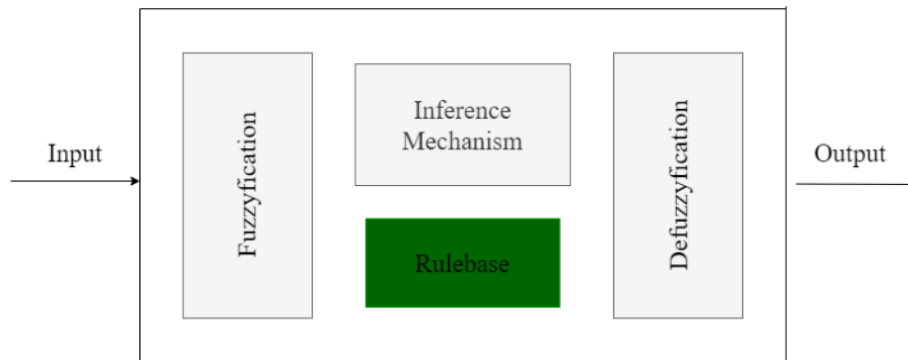 Input
Fuzzyfication
Inference
Mechanism
Rulebase
Defuzzyfication
Output